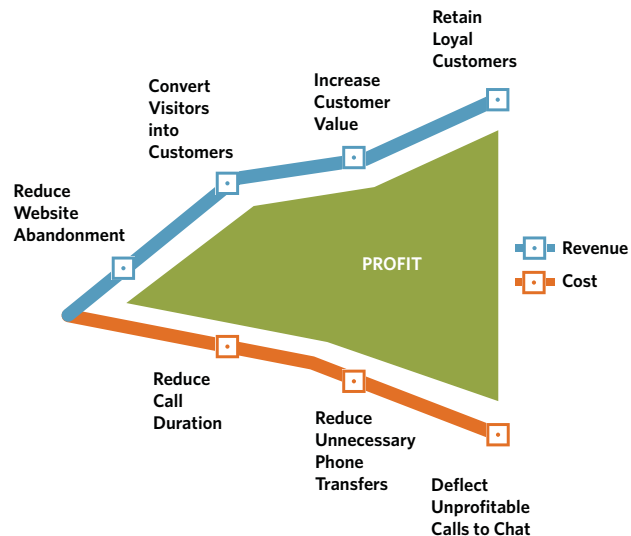 Retain
Loyal
Customers
Increase
Customer
Value
Convert
Visitors
into
Customers
Reduce
Website
Abandonment
PROFIT
Revenue
Cost
Reduce
Call
Duration
Reduce
Unnecessary
Phone
Transfers
Deflect
Unprofitable
Calls to Chat